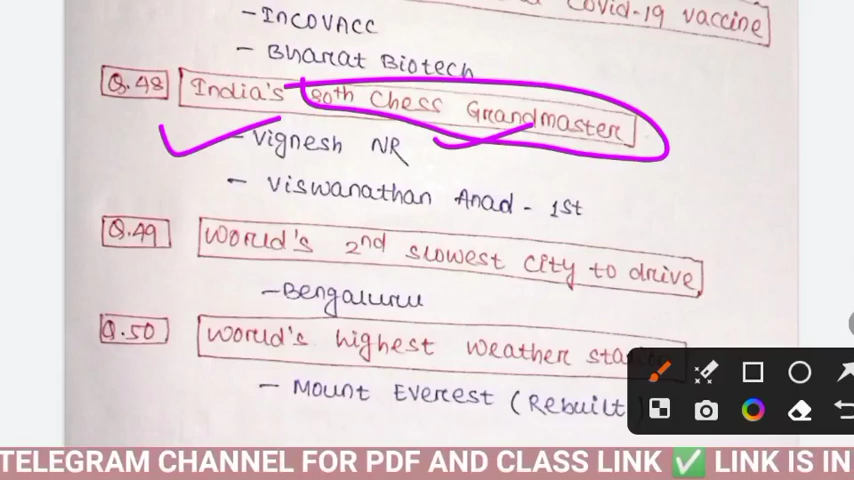 Covid-19 vaccine
- INCOVACC
- Bharat Biotech
Q.48 India's 80th Chess Grandmaster
- Vignesh NR
- Viswanathan Anad - 1st
Q.49 World's 2nd slowest city to drive
- Bengaluru
Q.50 World's highest weather
- Mount Everest (Rebuilt
TELEGRAM CHANNEL FOR PDF AND CLASS LINK ✅ LINK IS IN